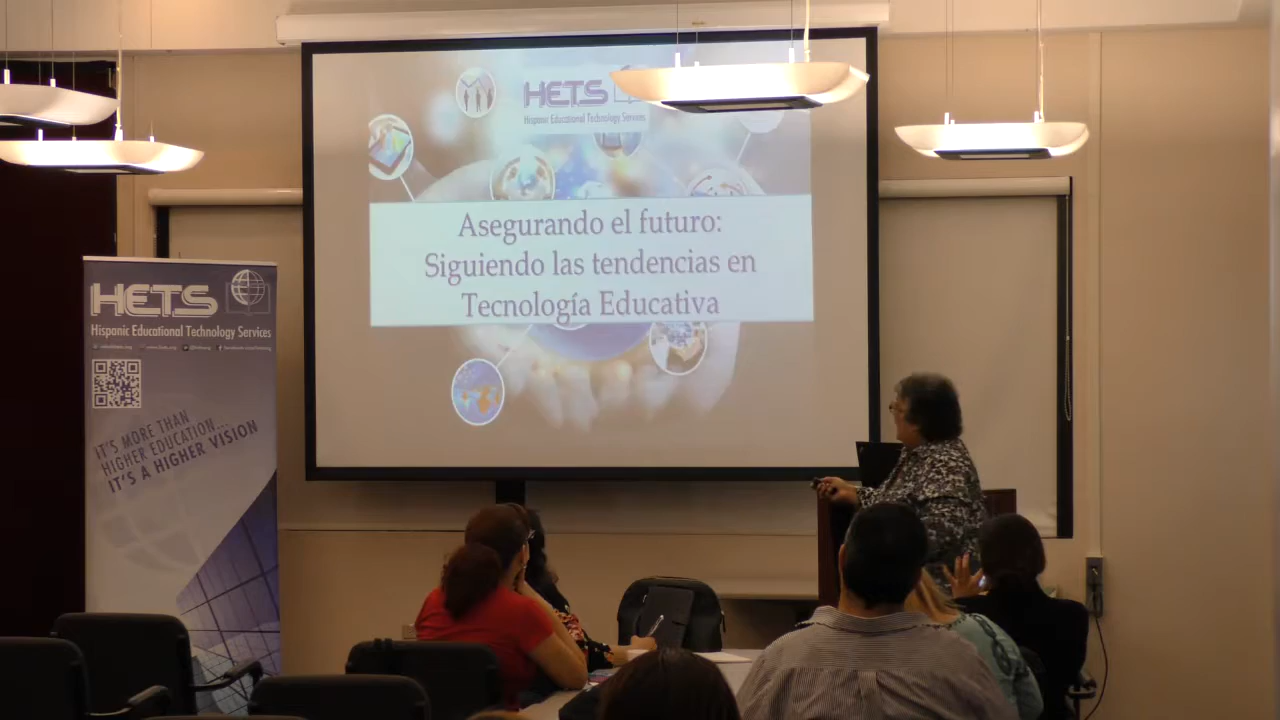 HETS
Hispanic Educational Technology Services
Asegurando el futuro:
Siguiendo las tendencias en
Tecnología Educativa
HETS
Hispanic Educational Technology Services
IT'S MORE THAN
HIGHER EDUCATION...
IT'S A HIGHER VISION